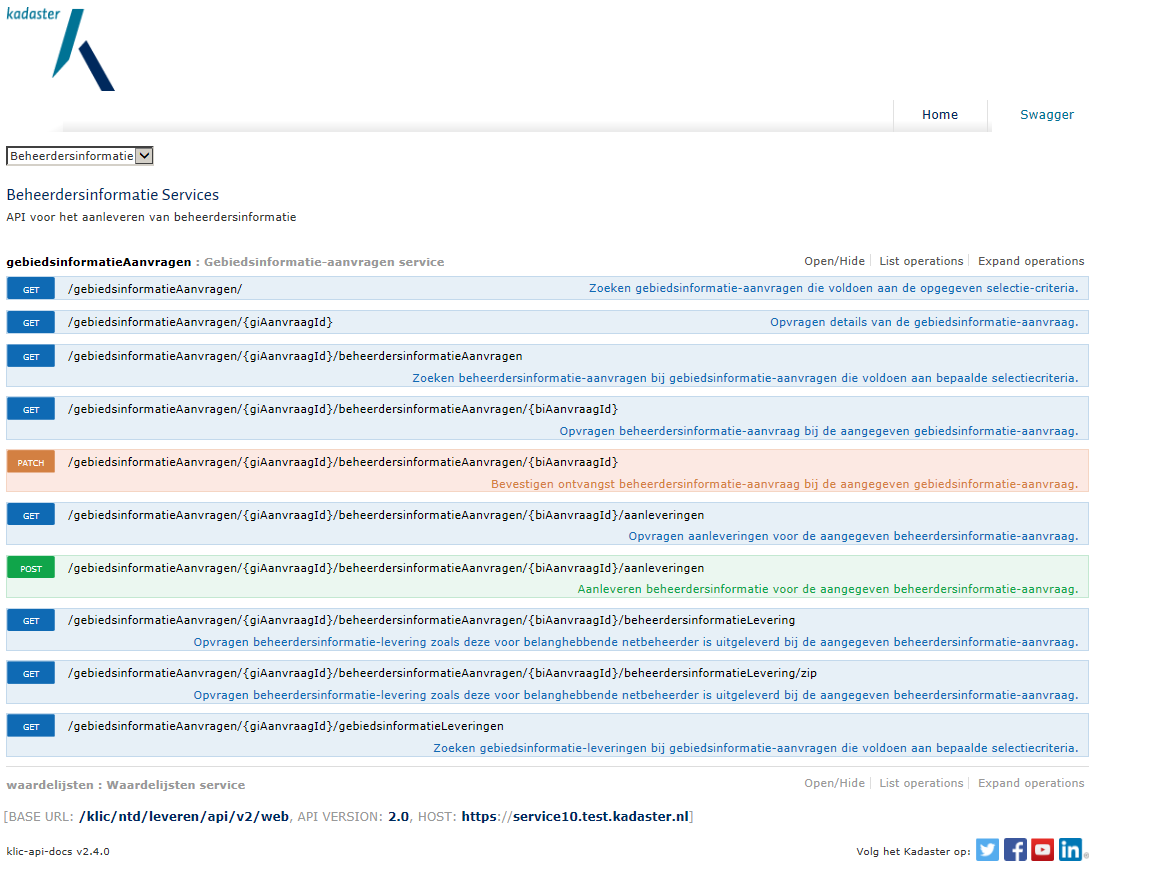 kadaster
Home Swagger
Beheerdersinformatie
Beheerdersinformatie Services
API voor het aanleveren van beheerdersinformatie
gebiedsinformatieAanvragen : Gebiedsinformatie-aanvragen service Open/Hide List operations Expand operations
GET /gebiedsinformatieAanvragen/ Zoeken gebiedsinformatie-aanvragen die voldoen aan de opgegeven selectie-criteria.
GET /gebiedsinformatieAanvragen/{giAanvraagId} Opvragen details van de gebiedsinformatie-aanvraag.
GET /gebiedsinformatieAanvragen/{giAanvraagId}/beheerdersinformatieAanvragen
Zoeken beheerdersinformatie-aanvragen bij gebiedsinformatie-aanvragen die voldoen aan bepaalde selectiecriteria.
GET /gebiedsinformatieAanvragen/{giAanvraagId}/beheerdersinformatieAanvragen/{biAanvraagId}
Opvragen beheerdersinformatie-aanvraag bij de aangegeven gebiedsinformatie-aanvraag.
PATCH /gebiedsinformatieAanvragen/{giAanvraagId}/beheerdersinformatieAanvragen/{biAanvraagId}
Bevestigen ontvangst beheerdersinformatie-aanvraag bij de aangegeven gebiedsinformatie-aanvraag.
GET /gebiedsinformatieAanvragen/{giAanvraagId}/beheerdersinformatieAanvragen/{biAanvraagId}/aanleveringen
Opvragen aanleveringen voor de aangegeven beheerdersinformatie-aanvraag.
POST /gebiedsinformatieAanvragen/{giAanvraagId}/beheerdersinformatieAanvragen/{biAanvraagId}/aanleveringen
Aanleveren beheerdersinformatie voor de aangegeven beheerdersinformatie-aanvraag.
GET /gebiedsinformatieAanvragen/{giAanvraagId}/beheerdersinformatieAanvragen/{biAanvraagId}/beheerdersinformatieLevering
Opvragen beheerdersinformatie-levering zoals deze voor belanghebbende netbeheerder is uitgeleverd bij de aangegeven beheerdersinformatie-aanvraag.
GET /gebiedsinformatieAanvragen/{giAanvraagId}/beheerdersinformatieAanvragen/{biAanvraagId}/beheerdersinformatieLevering/zip
Opvragen beheerdersinformatie-levering zoals deze voor belanghebbende netbeheerder is uitgeleverd bij de aangegeven beheerdersinformatie-aanvraag.
GET /gebiedsinformatieAanvragen/{giAanvraagId}/gebiedsinformatieLeveringen
Zoeken gebiedsinformatie-leveringen bij gebiedsinformatie-aanvragen die voldoen aan bepaalde selectiecriteria.
waardelijsten : Waardelijsten service Open/Hide List operations Expand operations
[BASE URL: /klic/ntd/leveren/api/v2/web, API VERSION: 2.0, HOST: https://service10.test.kadaster.nl]
klic-api-docs v2.4.0 Volg het Kadaster op: in ®